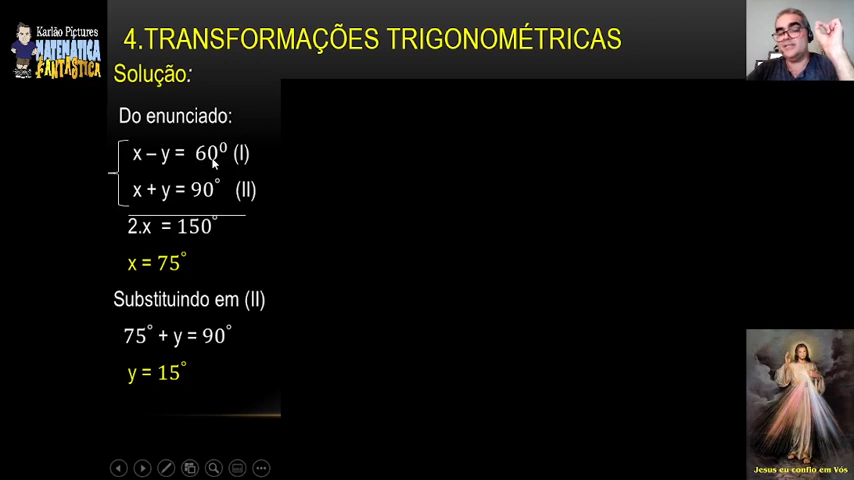 Karlão Pictures
MATEMÁTICA
FANTÁSTICA
4.TRANSFORMAÇÕES TRIGONOMÉTRICAS
Solução:
Do enunciado:
x – y = 60⁰ (I)
x + y = 90° (II)
2.x = 150°
x = 75°
Substituindo em (II)
75° + y = 90°
y = 15°
Jesus eu confio em Vós